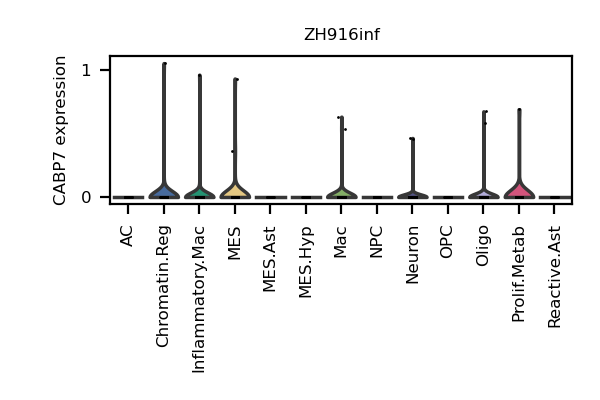 ZH916inf
CABP7 expression
1
0
AC
Chromatin.Reg
Inflammatory.Mac
MES
MES.Ast
MES.Hyp
Mac
NPC
Neuron
OPC
Oligo
Prolif.Metab
Reactive.Ast